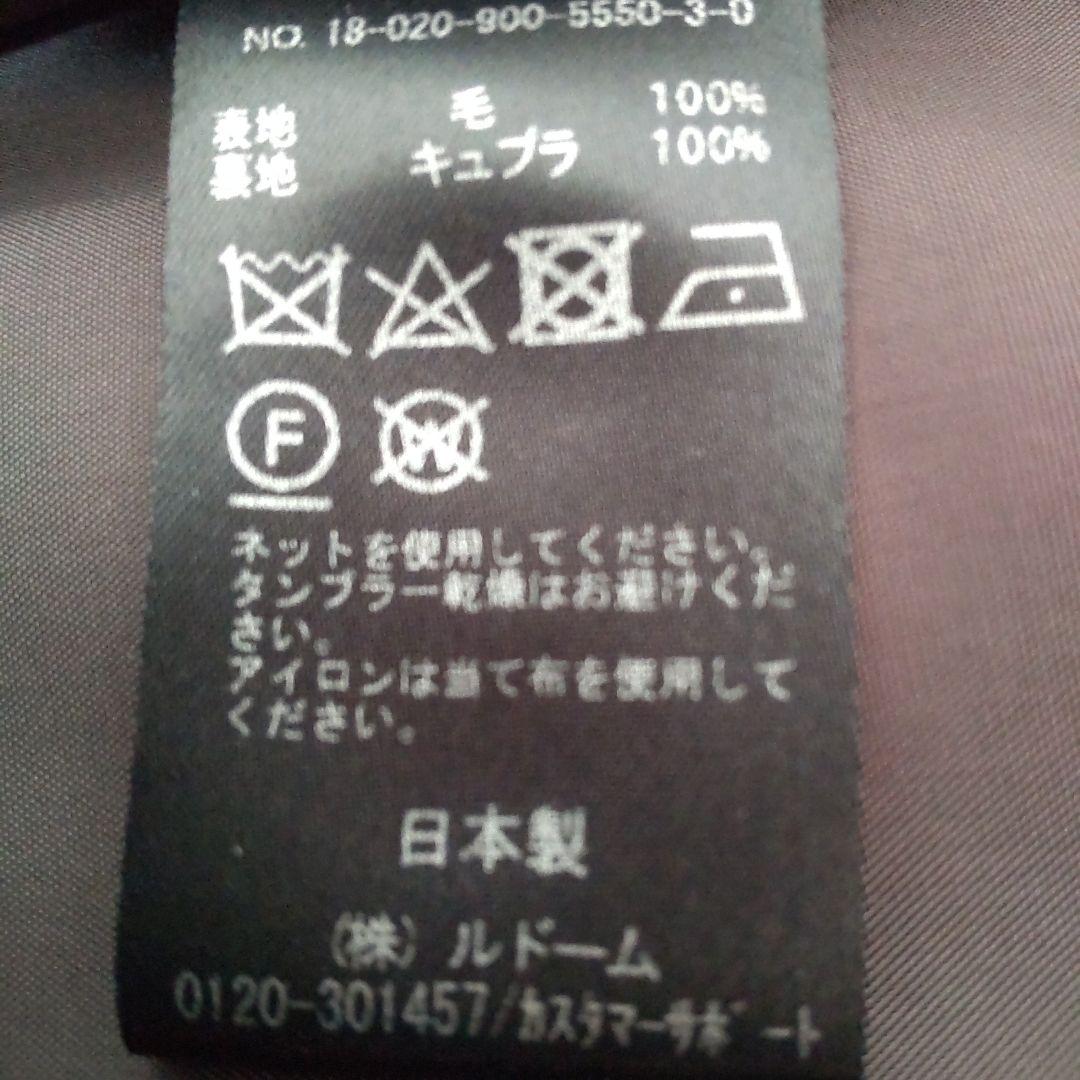 NO. 18-020-900-5550-3-0
表地 毛 100%
裏地 キュプラ 100%
F W
ネットを使用してください。
タンブラー乾燥はお避けくだ
さい。
アイロンは当て布を使用して
ください。
日本製
(株) ルドーム
0120-301457/カスタマーサポート